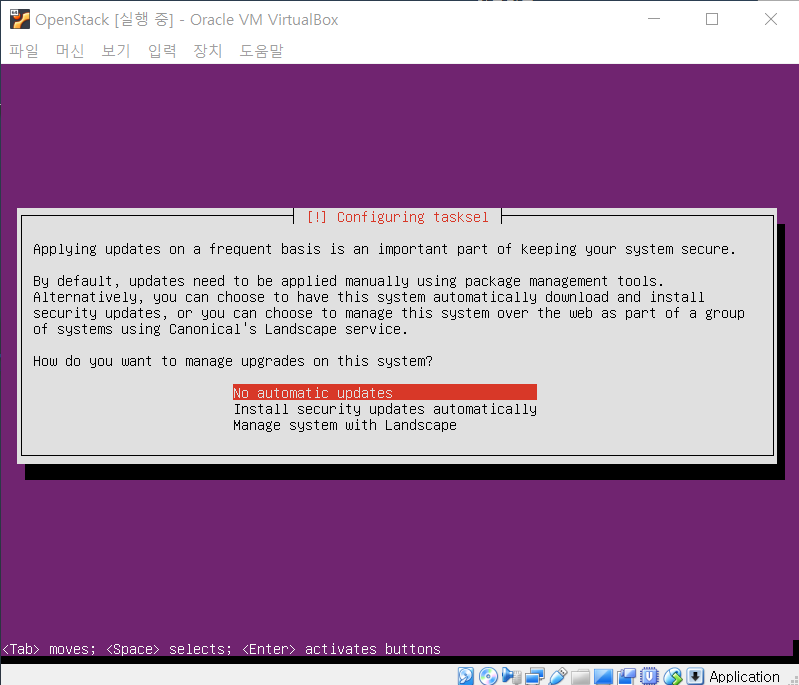 OpenStack [실행 중] - Oracle VM VirtualBox
파일 머신 보기 입력 장치 도움말
[!] Configuring tasksel
Applying updates on a frequent basis is an important part of keeping your system secure.
By default, updates need to be applied manually using package management tools.
Alternatively, you can choose to have this system automatically download and install
security updates, or you can choose to manage this system over the web as part of a group
of systems using Canonical's Landscape service.
How do you want to manage upgrades on this system?
No automatic updates
Install security updates automatically
Manage system with Landscape
<Tab> moves; <Space> selects; <Enter> activates buttons
Application